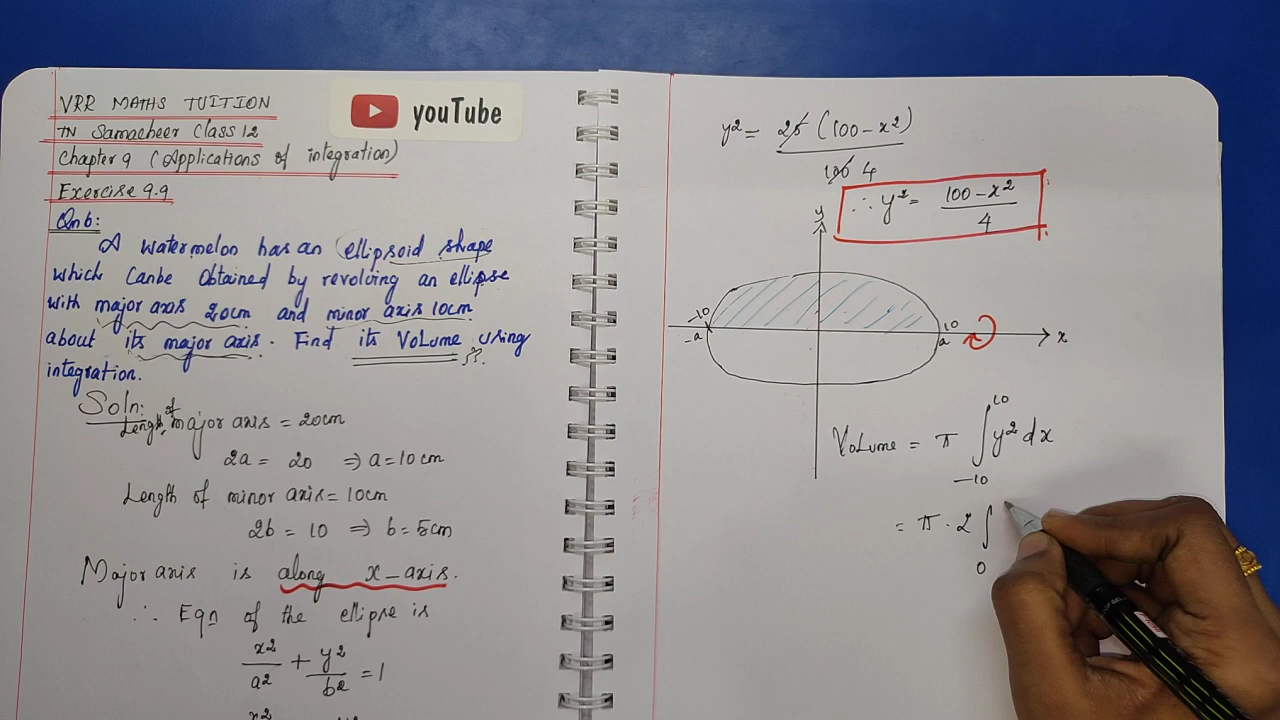 VRR MATHS TUITION
TN Samacheer Class 12
Chapter 9 (Applications of integration)
Exercise 9.9
Qn 6:
A watermelon has an ellipsoid shape
which Canbe Obtained by revolving an ellipse
with major axis 20cm and minor axis 10cm
about its major axis. Find its Volume using
integration.
Soln:
Length of major axis = 20cm
2a = 20 ⇒ a = 10 cm
Length of minor axis = 10cm
2b = 10 ⇒ b = 5cm
Major axis is along x-axis.
∴ Eqn of the ellipse is
x²/a² + y²/b² = 1
x²
youTube
y² = 25 (100 - x²) / 100 4
∴ y² = (100 - x²)/4
y
-10
-a
10
a
x
Volume = π ∫_{-10}^{10} y² dx
= π · 2 ∫_0